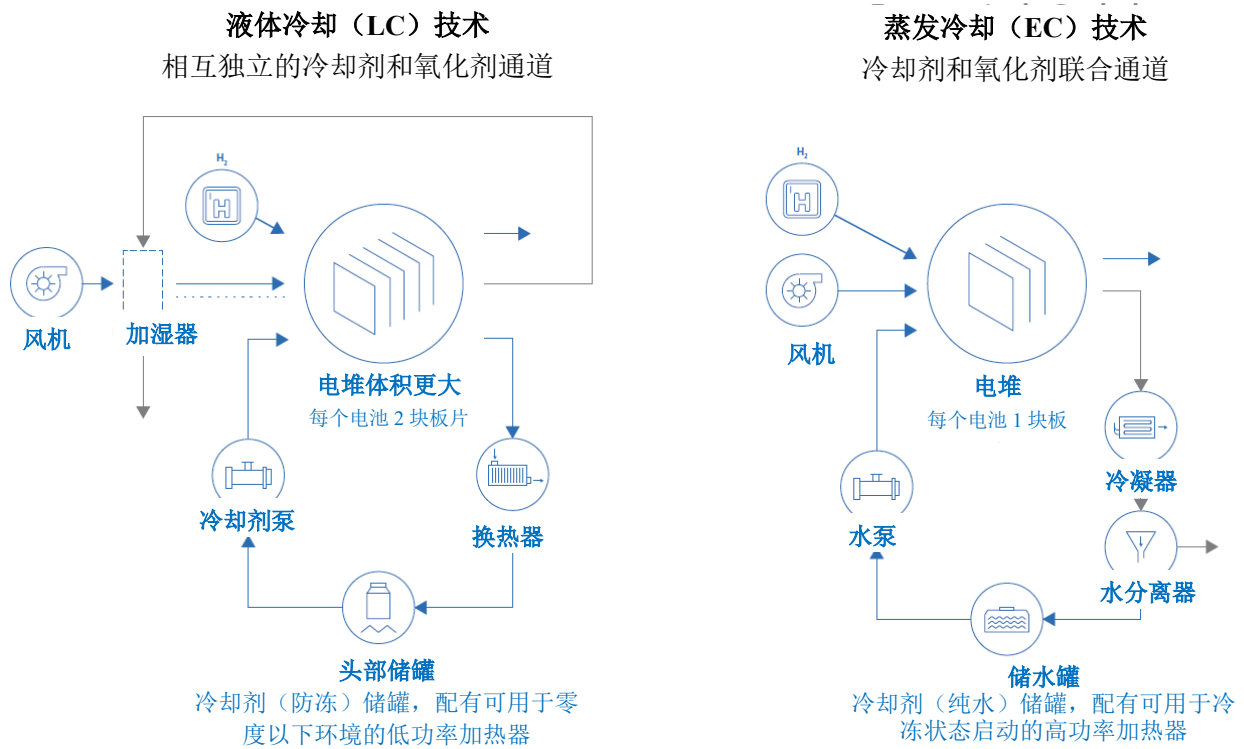 液体冷却（LC）技术
相互独立的冷却剂和氧化剂通道
H₂
H
风机
加湿器
电堆体积更大
每个电池 2 块板片
冷却剂泵
换热器
头部储罐
冷却剂（防冻）储罐，配有可用于零
度以下环境的低功率加热器
蒸发冷却（EC）技术
冷却剂和氧化剂联合通道
H₂
H
风机
电堆
每个电池 1 块板
冷凝器
水泵
水分离器
储水罐
冷却剂（纯水）储罐，配有可用于冷
冻状态启动的高功率加热器